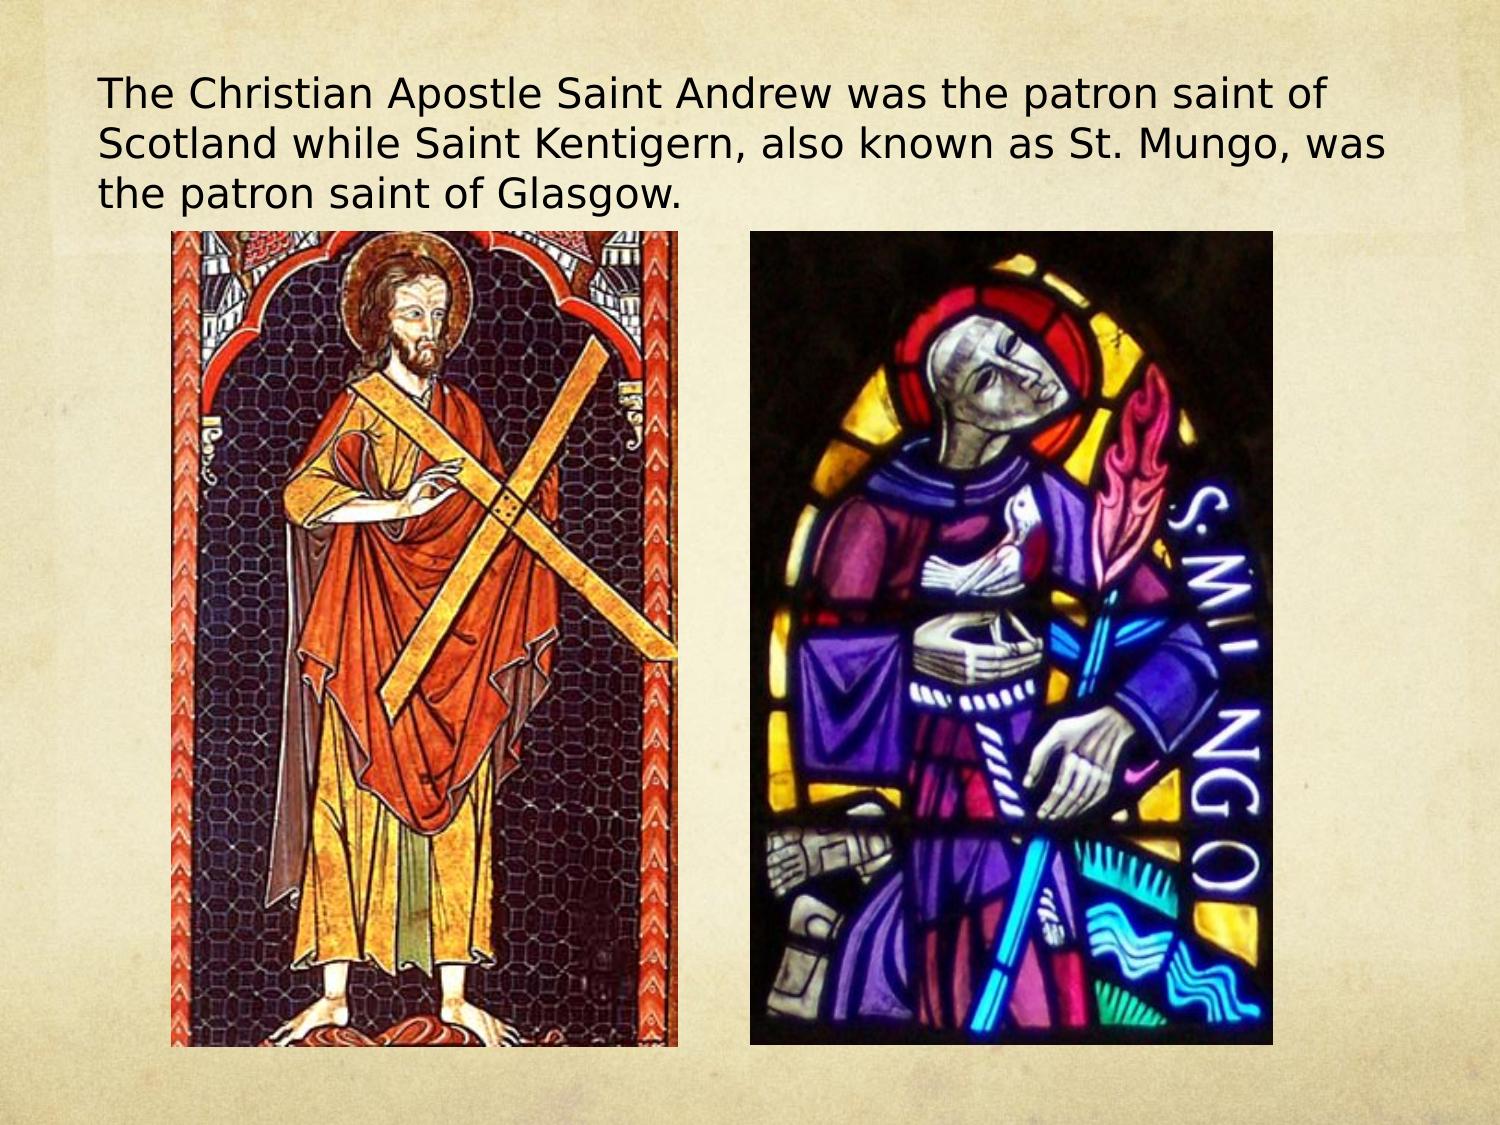 The Christian Apostle Saint Andrew was the patron saint of
Scotland while Saint Kentigern, also known as St. Mungo, was
the patron saint of Glasgow.
S. MUNGO